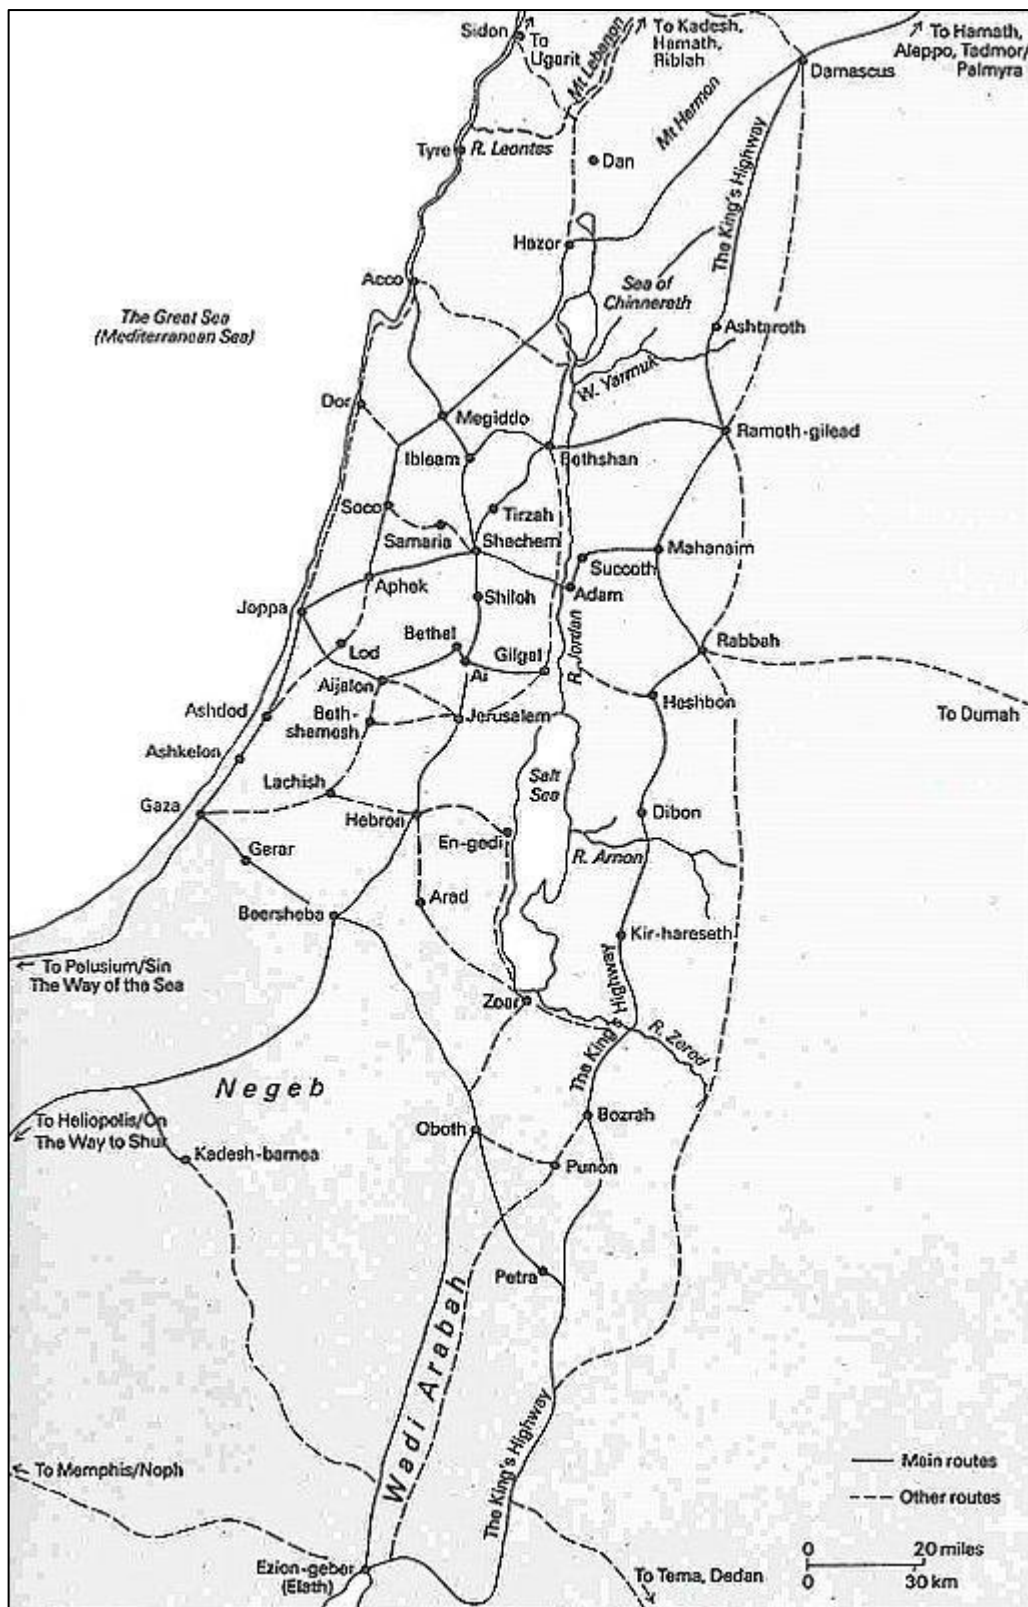 Sidon
To
Ugarit
Mt Lebanon
To Kadesh,
Hamath,
Riblah
To Hamath,
Aleppo, Tadmor/
Palmyra
Damascus
Mt Hermon
Tyre
R. Leontes
Dan
The King's Highway
Hazor
Acco
Sea of
Chinnereth
The Great Sea
(Mediterranean Sea)
Ashtaroth
W. Yarmuk
Dor
Megiddo
Ramoth-gilead
Ibleam
Bethshan
Soco
Tirzah
Samaria
Shechem
Mahanaim
Succoth
Aphek
Adam
Joppa
Shiloh
R. Jordan
Bethel
Gilgal
Rabbah
Lod
Ai
Aijalon
Heshbon
Ashdod
Beth-
shemesh
Jerusalem
To Dumah
Ashkelon
Lachish
Salt
Sea
Gaza
Hebron
Dibon
En-gedi
Gerar
R. Arnon
Arad
Beersheba
Kir-hareseth
To Pelusium/Sin
The Way of the Sea
Zoar
The King's Highway
R. Zered
Negeb
To Heliopolis/On
The Way to Shur
Oboth
Bozrah
Kadesh-barnea
Punon
Petra
Wadi Arabah
The King's Highway
Main routes
To Memphis/Noph
Other routes
0 20 miles
0 30 km
Ezion-geber
(Elath)
To Tema, Dedan